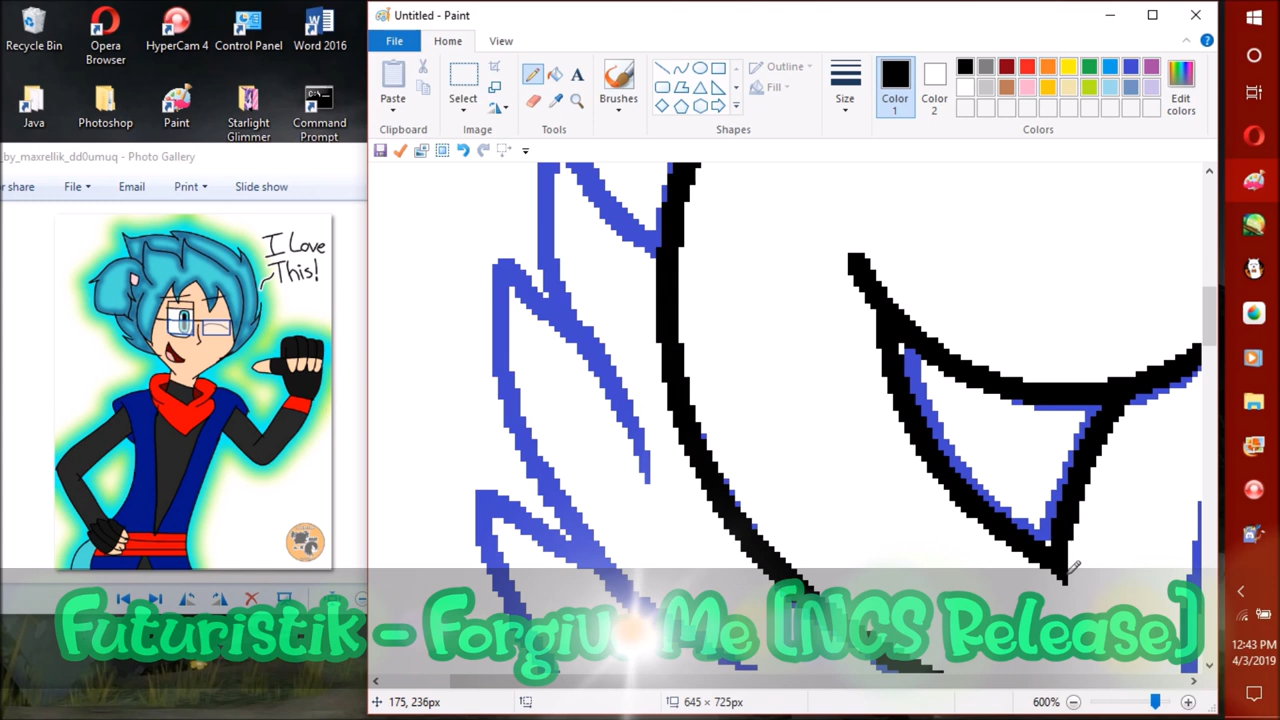 Recycle Bin
Opera Browser
HyperCam 4
Control Panel
Word 2016
Java
Photoshop
Paint
Starlight Glimmer
Command Prompt
_by_maxrellik_dd0umuq - Photo Gallery
or share
File
Email
Print
Slide show
I Love
This!
Untitled - Paint
File
Home
View
Paste
Select
Brushes
Outline
Fill
Size
Color 1
Color 2
Edit colors
Clipboard
Image
Tools
Shapes
Colors
Futuristik - Forgiv Me [NCS Release]
175, 236px
645 × 725px
600%
12:43 PM
4/3/2019